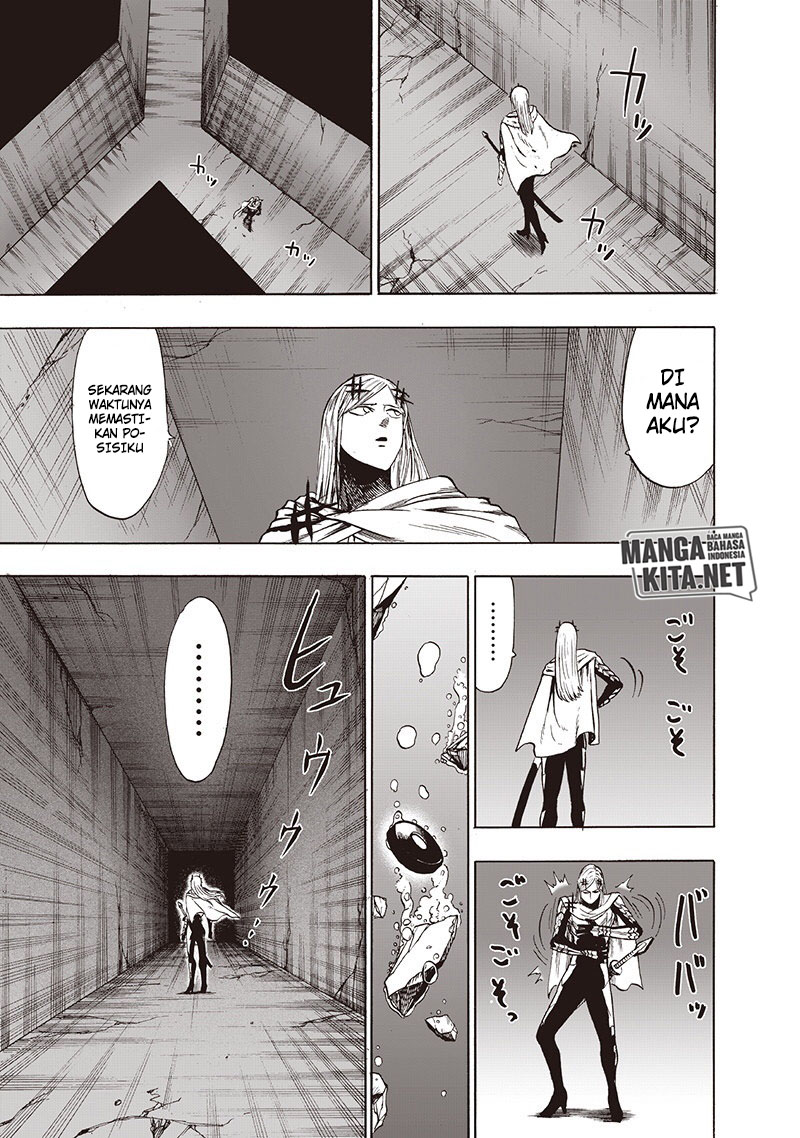 カ
ッ
カ
ッ
カッ
カッ
DI
MANA
AKU?
SEKARANG
WAKTUNYA
MEMASTI-
KAN PO-
SISIKU
MANGA
KITA.NET
BACA MANGA
BAHASA
INDONESIA
.........
ごそ
ごそ
ババッ
ごそごそっ
.........
ヒュウウウウ...